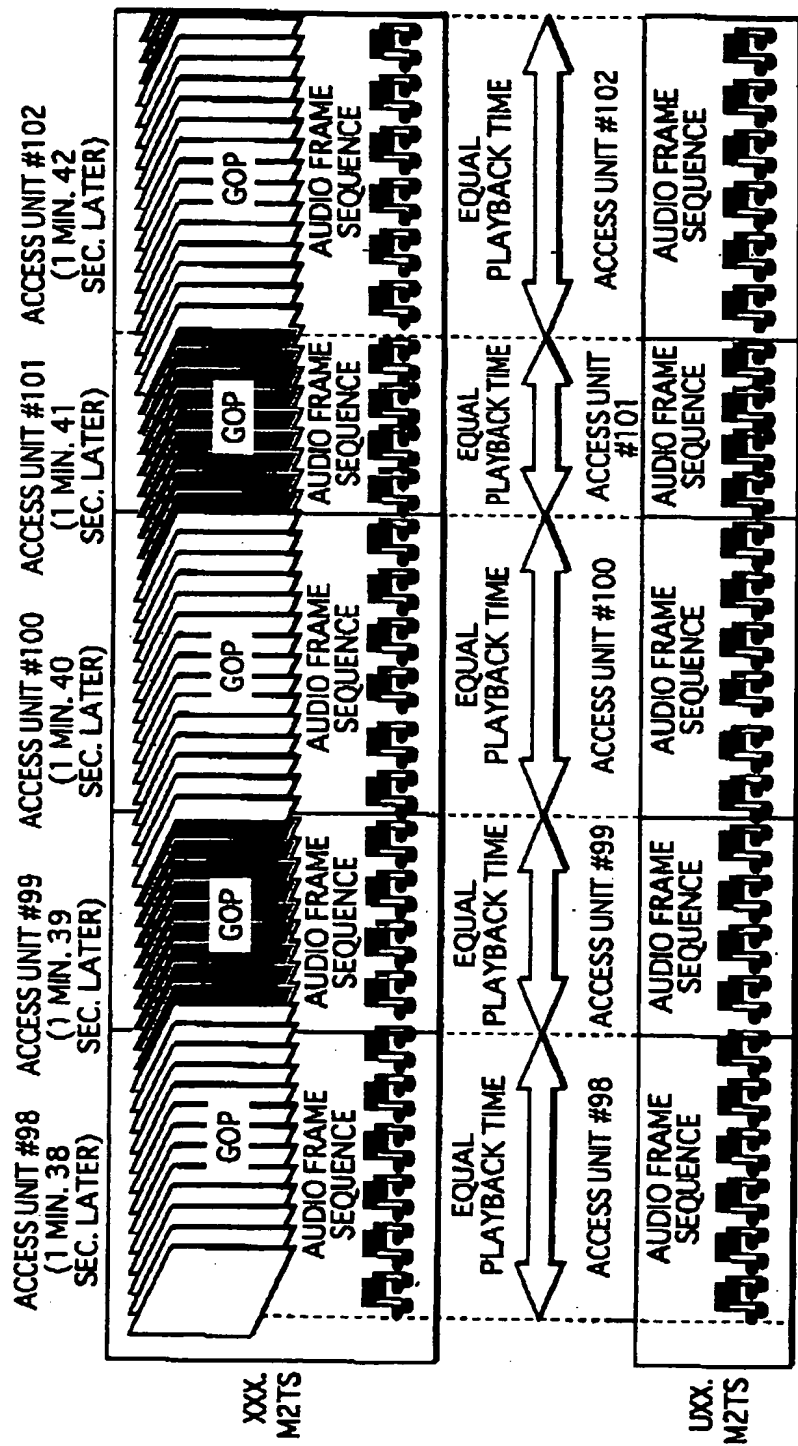 ACCESS UNIT #98
(1 MIN. 38
SEC. LATER)
ACCESS UNIT #99
(1 MIN. 39
SEC. LATER)
ACCESS UNIT #100
(1 MIN. 40
SEC. LATER)
ACCESS UNIT #101
(1 MIN. 41
SEC. LATER)
ACCESS UNIT #102
(1 MIN. 42
SEC. LATER)
XXX.
M2TS
GOP
GOP
GOP
GOP
GOP
AUDIO FRAME
SEQUENCE
AUDIO FRAME
SEQUENCE
AUDIO FRAME
SEQUENCE
AUDIO FRAME
SEQUENCE
AUDIO FRAME
SEQUENCE
EQUAL
PLAYBACK TIME
EQUAL
PLAYBACK TIME
EQUAL
PLAYBACK TIME
EQUAL
PLAYBACK TIME
EQUAL
PLAYBACK TIME
ACCESS UNIT #98
ACCESS UNIT #99
ACCESS UNIT #100
ACCESS UNIT
#101
ACCESS UNIT #102
UXX.
M2TS
AUDIO FRAME
SEQUENCE
AUDIO FRAME
SEQUENCE
AUDIO FRAME
SEQUENCE
AUDIO FRAME
SEQUENCE
AUDIO FRAME
SEQUENCE